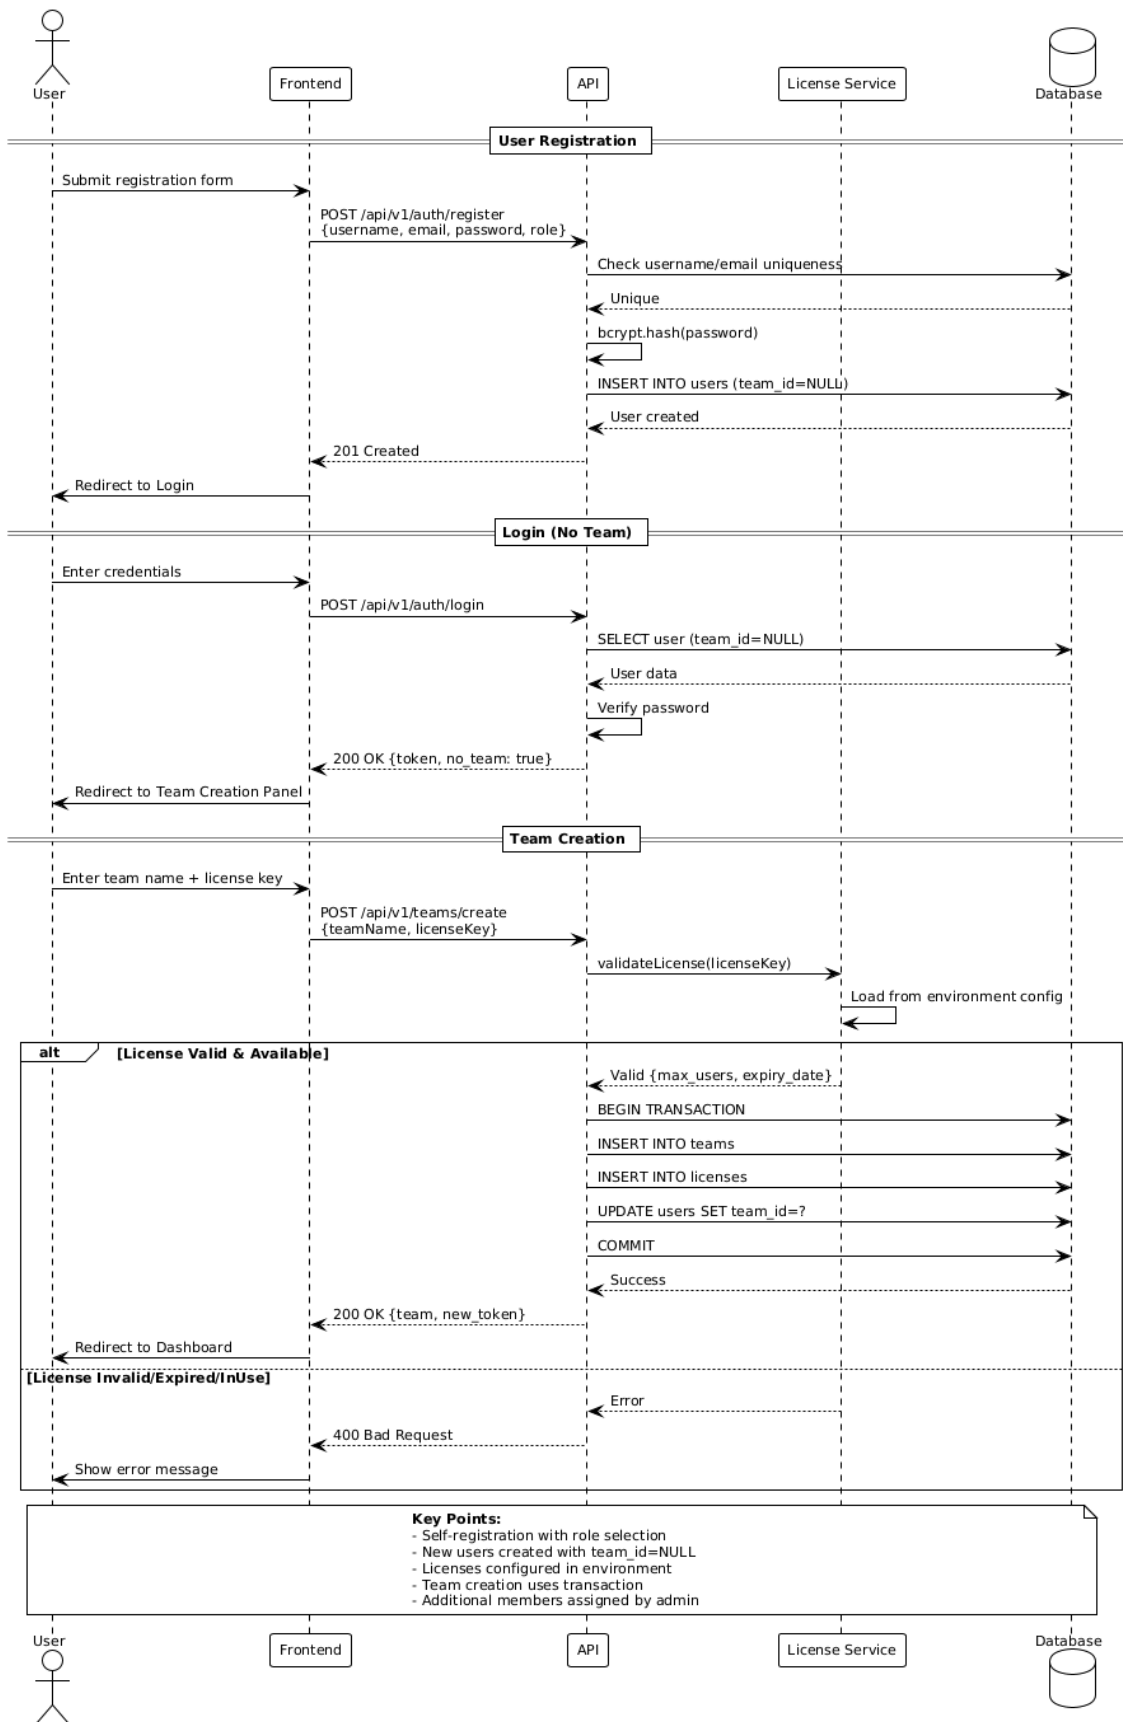 User
Frontend
API
License Service
Database
User Registration
Submit registration form
POST /api/v1/auth/register
{username, email, password, role}
Check username/email uniqueness
Unique
bcrypt.hash(password)
INSERT INTO users (team_id=NULL)
User created
201 Created
Redirect to Login
Login (No Team)
Enter credentials
POST /api/v1/auth/login
SELECT user (team_id=NULL)
User data
Verify password
200 OK {token, no_team: true}
Redirect to Team Creation Panel
Team Creation
Enter team name + license key
POST /api/v1/teams/create
{teamName, licenseKey}
validateLicense(licenseKey)
Load from environment config
alt
[License Valid & Available]
Valid {max_users, expiry_date}
BEGIN TRANSACTION
INSERT INTO teams
INSERT INTO licenses
UPDATE users SET team_id=?
COMMIT
Success
200 OK {team, new_token}
Redirect to Dashboard
[License Invalid/Expired/InUse]
Error
400 Bad Request
Show error message
Key Points:
- Self-registration with role selection
- New users created with team_id=NULL
- Licenses configured in environment
- Team creation uses transaction
- Additional members assigned by admin
User
Frontend
API
License Service
Database